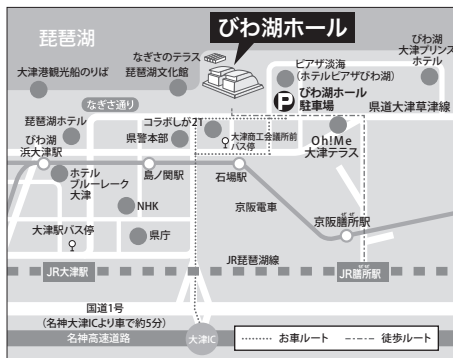 びわ湖ホール
琵琶湖
なぎさのテラス
大津港観光船のりば
琵琶湖文化館
ピアザ淡海
(ホテルピアザびわ湖)
びわ湖
大津プリンス
ホテル
P
びわ湖ホール
駐車場
なぎさ通り
県道大津草津線
琵琶湖ホテル
コラボしが21
県警本部
大津商工会議所前
バス停
Oh!Me
大津テラス
びわ湖
浜大津駅
ホテル
ブルーレーク
大津
島ノ関駅
石場駅
NHK
京阪電車
ぜぜ
京阪膳所駅
大津駅バス停
県庁
JR琵琶湖線
JR大津駅
ぜぜ
JR膳所駅
国道1号
(名神大津ICより車で約5分)
名神高速道路
大津IC
お車ルート
徒歩ルート